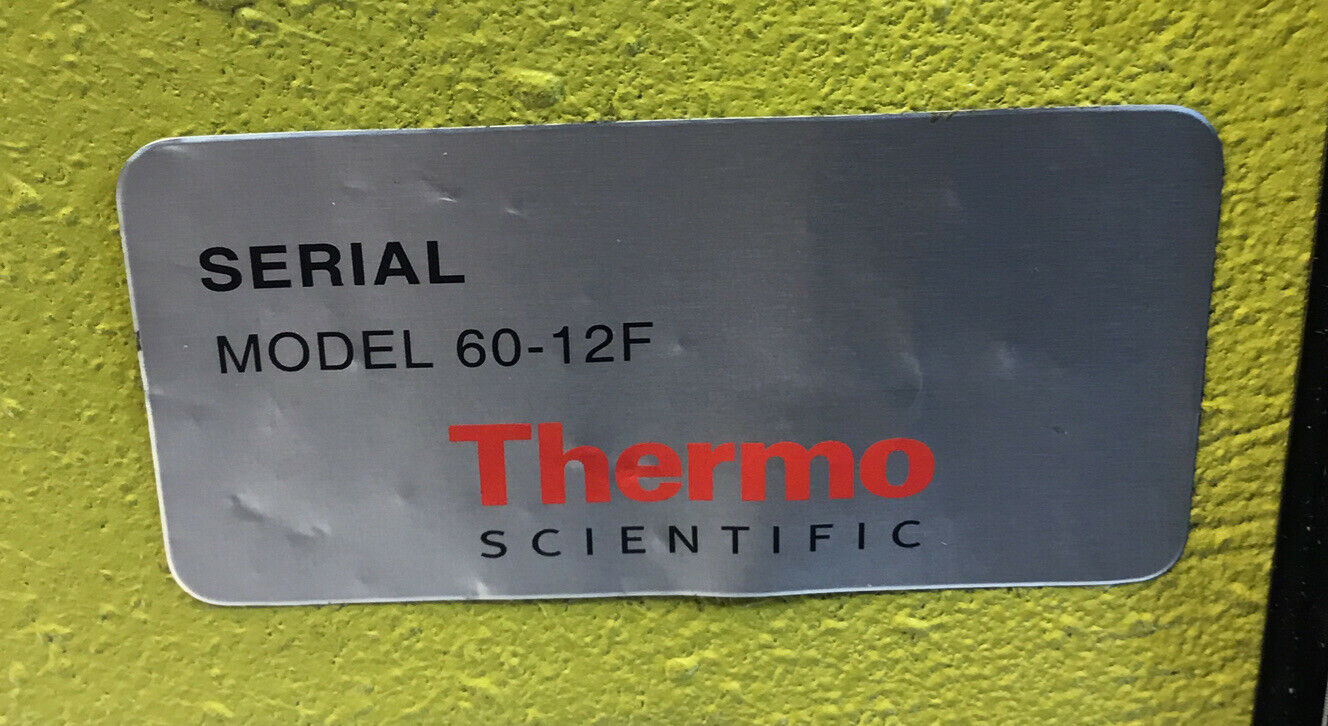 SERIAL
MODEL 60-12F
Thermo
SCIENTIFIC